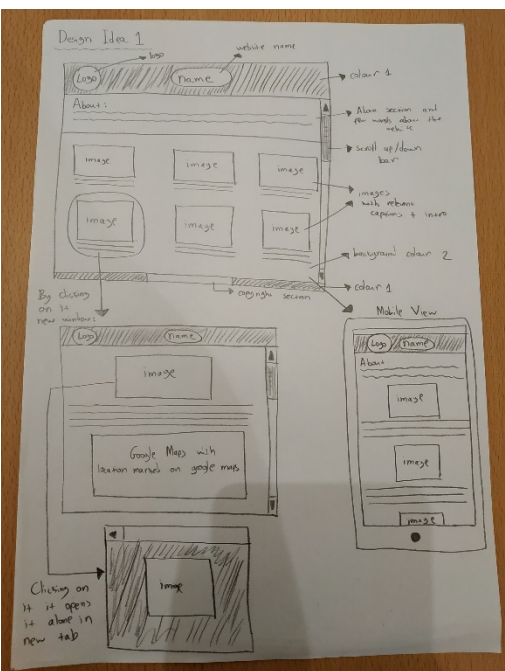 Design Idea 1
logo
website name
Logo
Name
colour 1
About:
About section and
few words about the
scroll up/down
bar
image
image
image
images
with relevant
captions + intro
image
image
image
background colour 2
colour 1
copyright section
By clicking
on it
new window:
Logo
Name
image
Google Maps with
location marked on google maps
Mobile View
Logo
Name
About
image
image
image
image
Clicking on
it it opens
it alone in
new tab